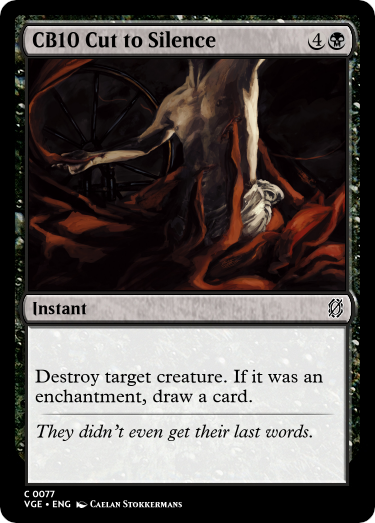 CB10 Cut to Silence 4
Instant
Destroy target creature. If it was an
enchantment, draw a card.
They didn't even get their last words.
C 0077
VGE • ENG Caelan Stokkermans